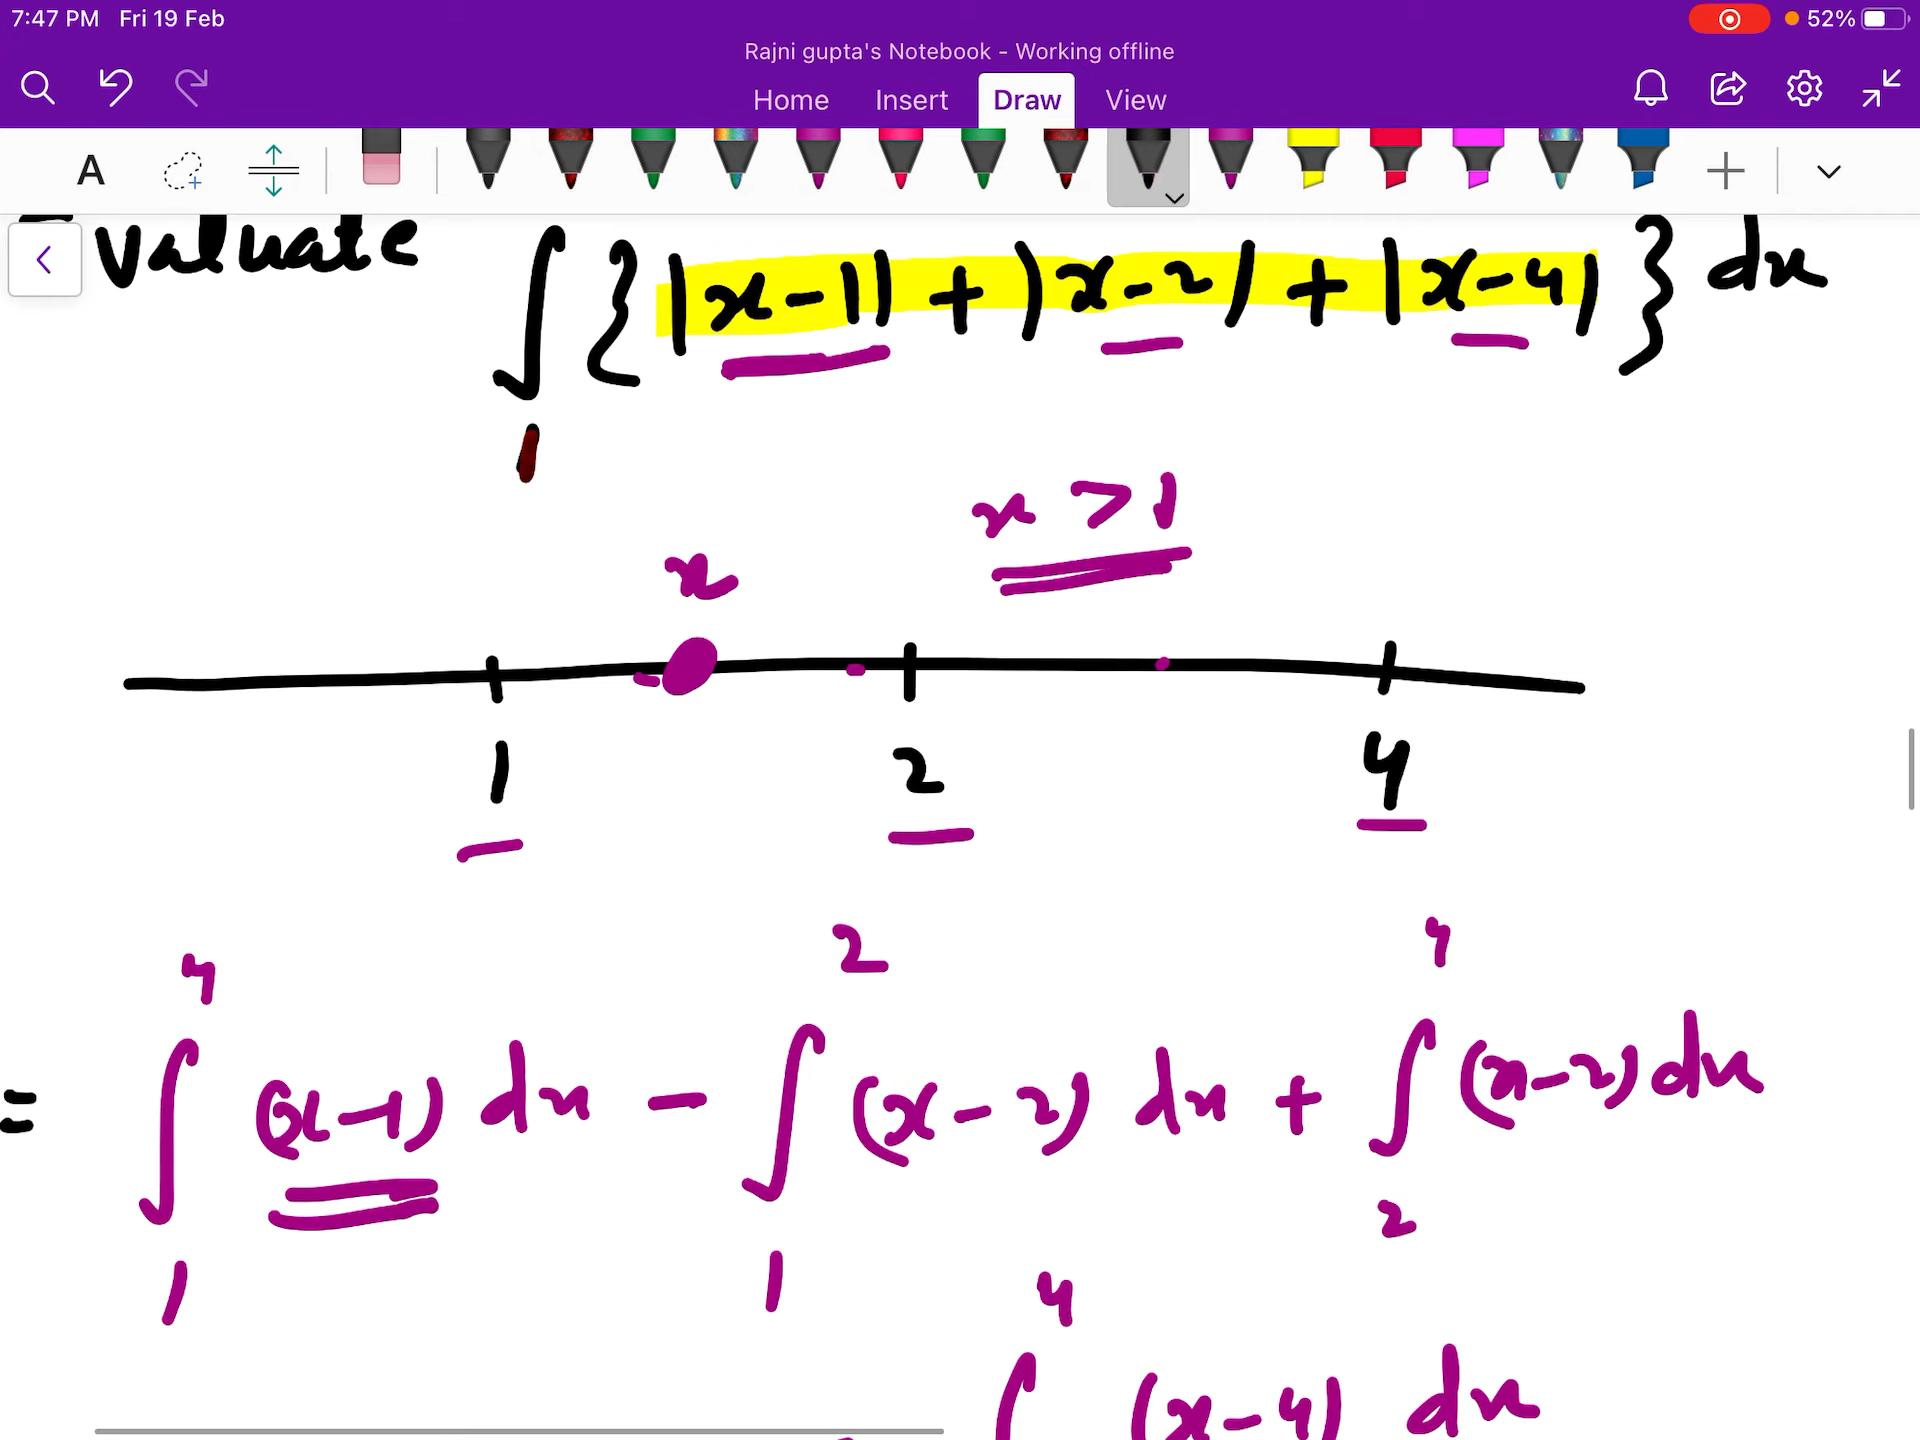 7:47 PM Fri 19 Feb 52%
Rajni gupta's Notebook - Working offline
Home Insert Draw View
A
Evaluate ∫₁ { |x-1| + |x-2| + |x-4| } dx
x > 1
x
1 2 4
= ∫₁⁴ (x-1) dx - ∫₁² (x-2) dx + ∫₂⁴ (x-2) dx
∫⁴ (x-4) dx